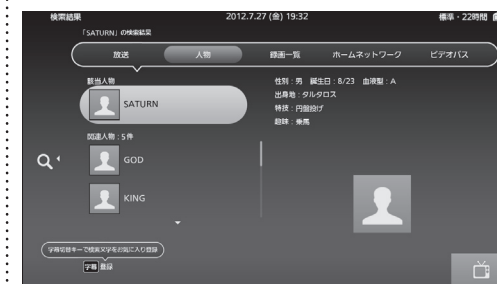 検索結果
2012.7.27 (金) 19:32
標準・22時間
「SATURN」の検索結果
放送
人物
録画一覧
ホームネットワーク
ビデオパス
該当人物
SATURN
関連人物：5件
GOD
KING
性別：男 誕生日：8/23 血液型：A
出身地：タルタロス
特技：円盤投げ
趣味：乗馬
字幕切替キーで検索文字をお気に入り登録
字幕 登録